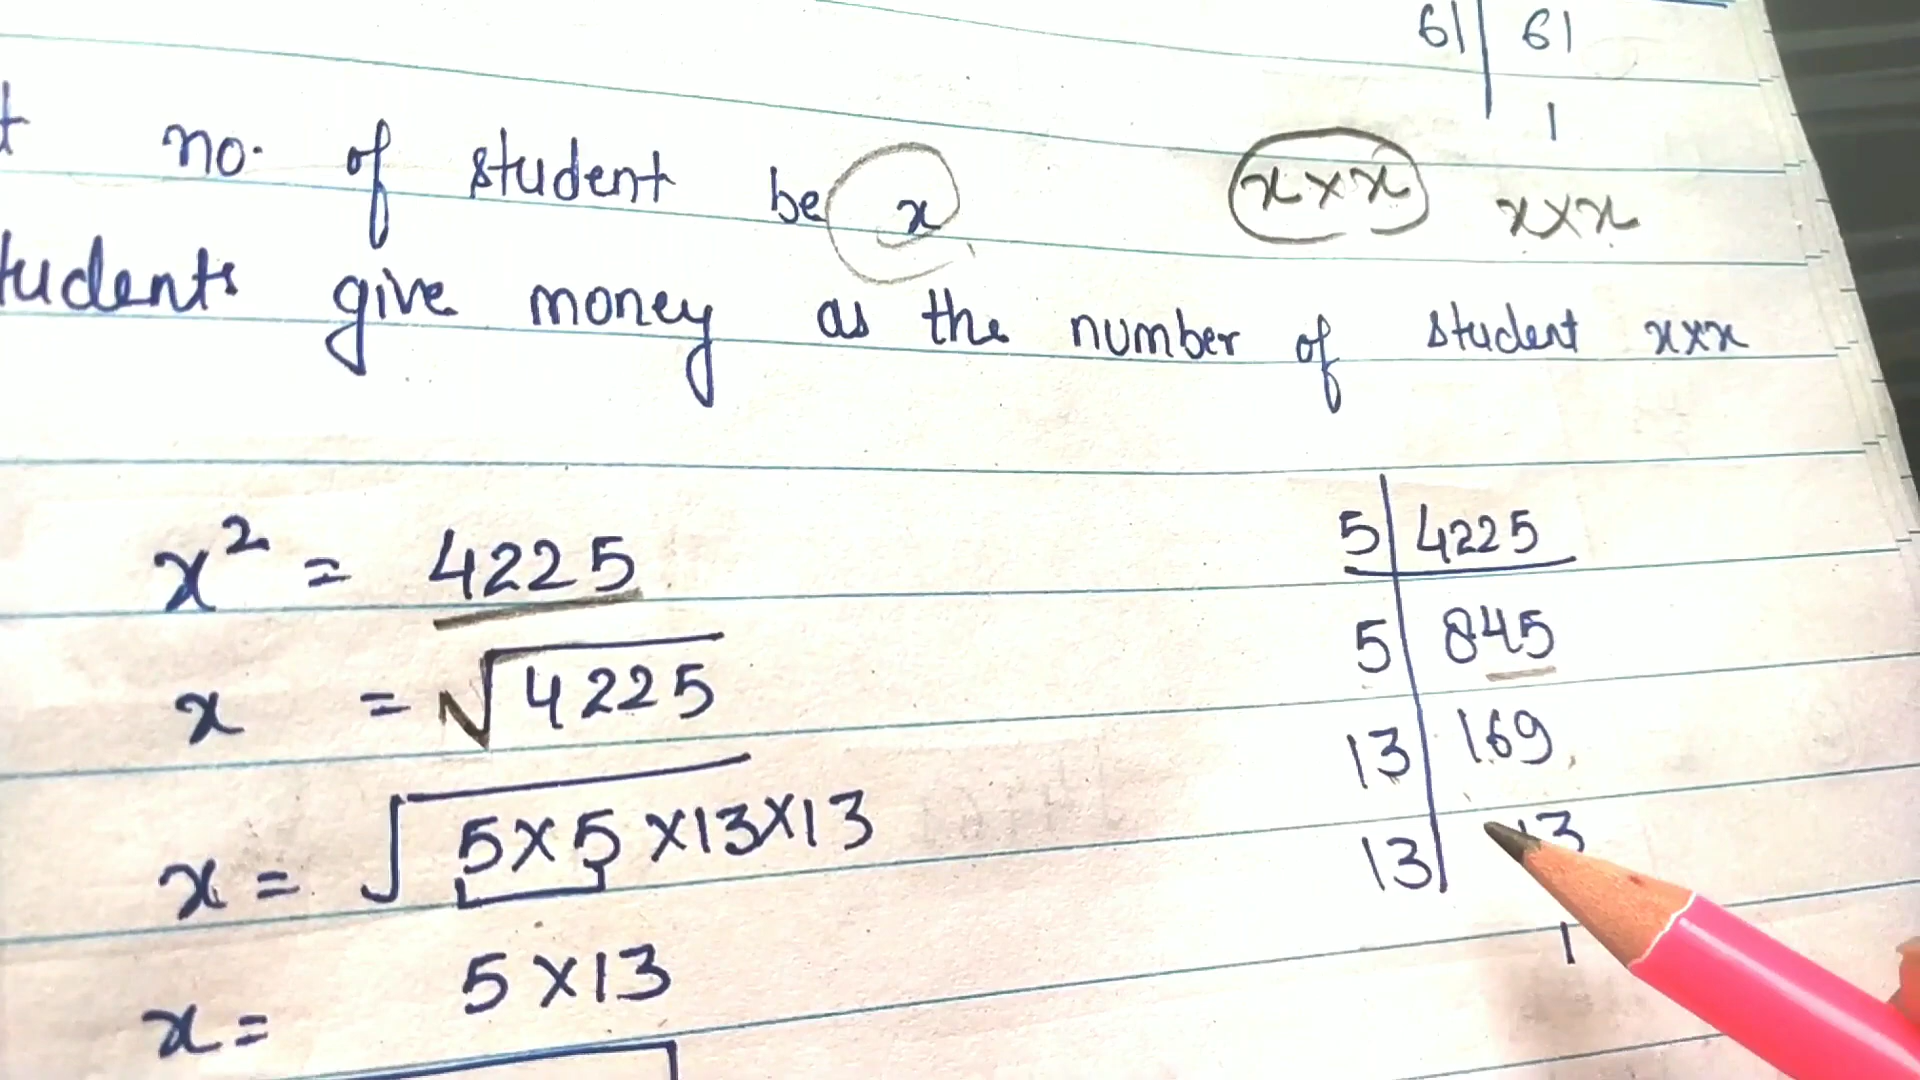 61 | 61
1
no. of student be x x×x x×x
students give money as the number of student x×x
x² = 4225
5 | 4225
x = √4225
5 | 845
13 | 169
x = √5×5×13×13
13 | 13
1
x = 5×13